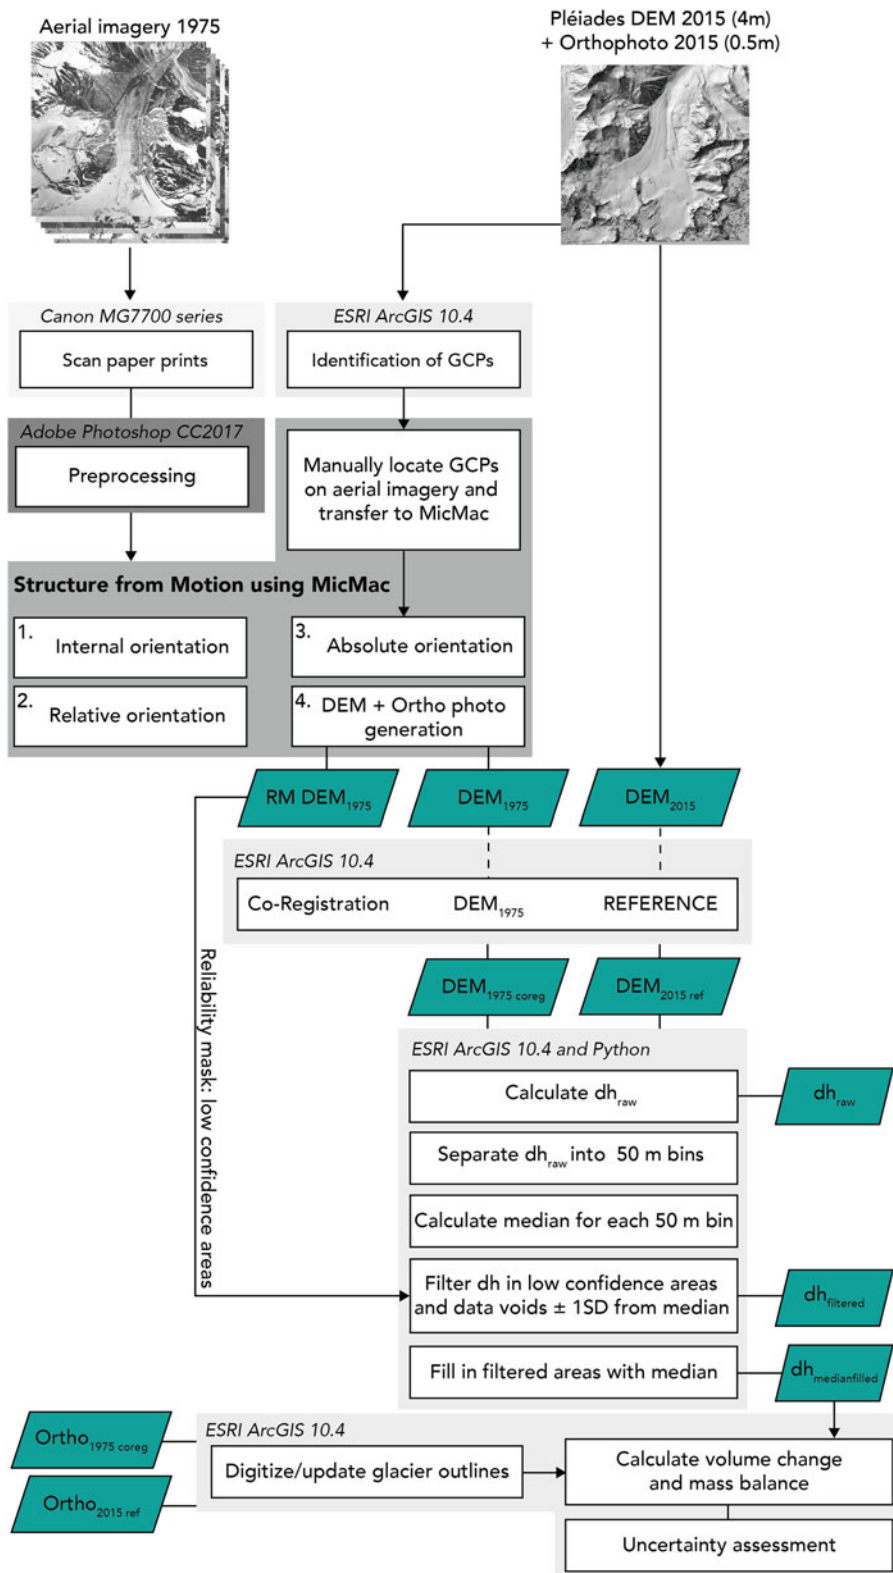 Aerial imagery 1975
Pléiades DEM 2015 (4m)
+ Orthophoto 2015 (0.5m)
Canon MG7700 series
Scan paper prints
ESRI ArcGIS 10.4
Identification of GCPs
Adobe Photoshop CC2017
Preprocessing
Manually locate GCPs
on aerial imagery and
transfer to MicMac
Structure from Motion using MicMac
1. Internal orientation
3. Absolute orientation
2. Relative orientation
4. DEM + Ortho photo
generation
RM DEM1975
DEM1975
DEM2015
ESRI ArcGIS 10.4
Co-Registration DEM1975 REFERENCE
Reliability mask: low confidence areas
DEM1975 coreg
DEM2015 ref
ESRI ArcGIS 10.4 and Python
Calculate dhraw
dhraw
Separate dhraw into 50 m bins
Calculate median for each 50 m bin
Filter dh in low confidence areas
and data voids ± 1SD from median
dhfiltered
Fill in filtered areas with median
dhmedianfilled
Ortho1975 coreg
Ortho2015 ref
ESRI ArcGIS 10.4
Digitize/update glacier outlines
Calculate volume change
and mass balance
Uncertainty assessment